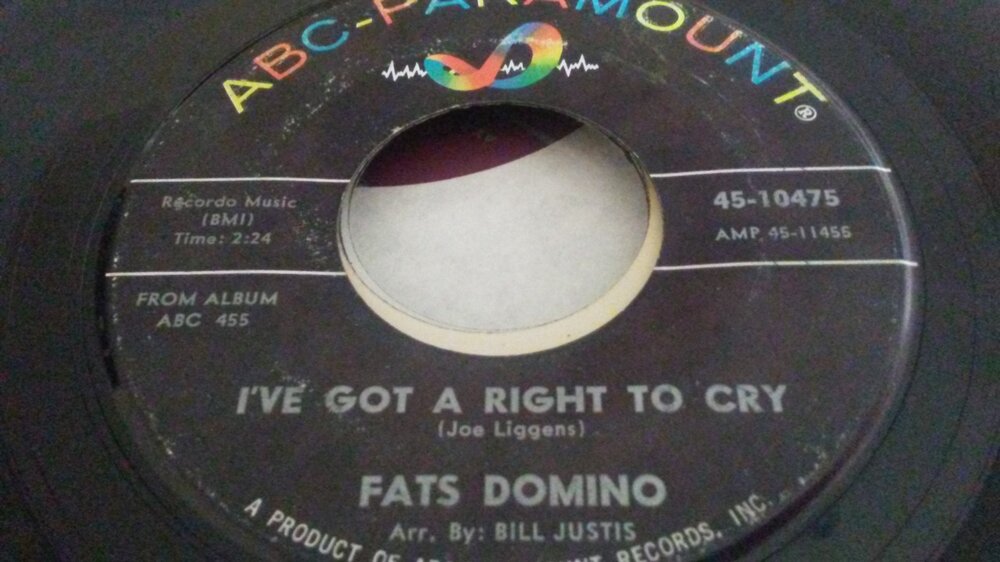 ABC-PARAMOUNT®
Recordo Music
(BMI)
Time: 2:24
45-10475
AMP 45-11455
FROM ALBUM
ABC 455
I'VE GOT A RIGHT TO CRY
(Joe Liggens)
FATS DOMINO
Arr. By: BILL JUSTIS
A PRODUCT OF RECORDS, INC.